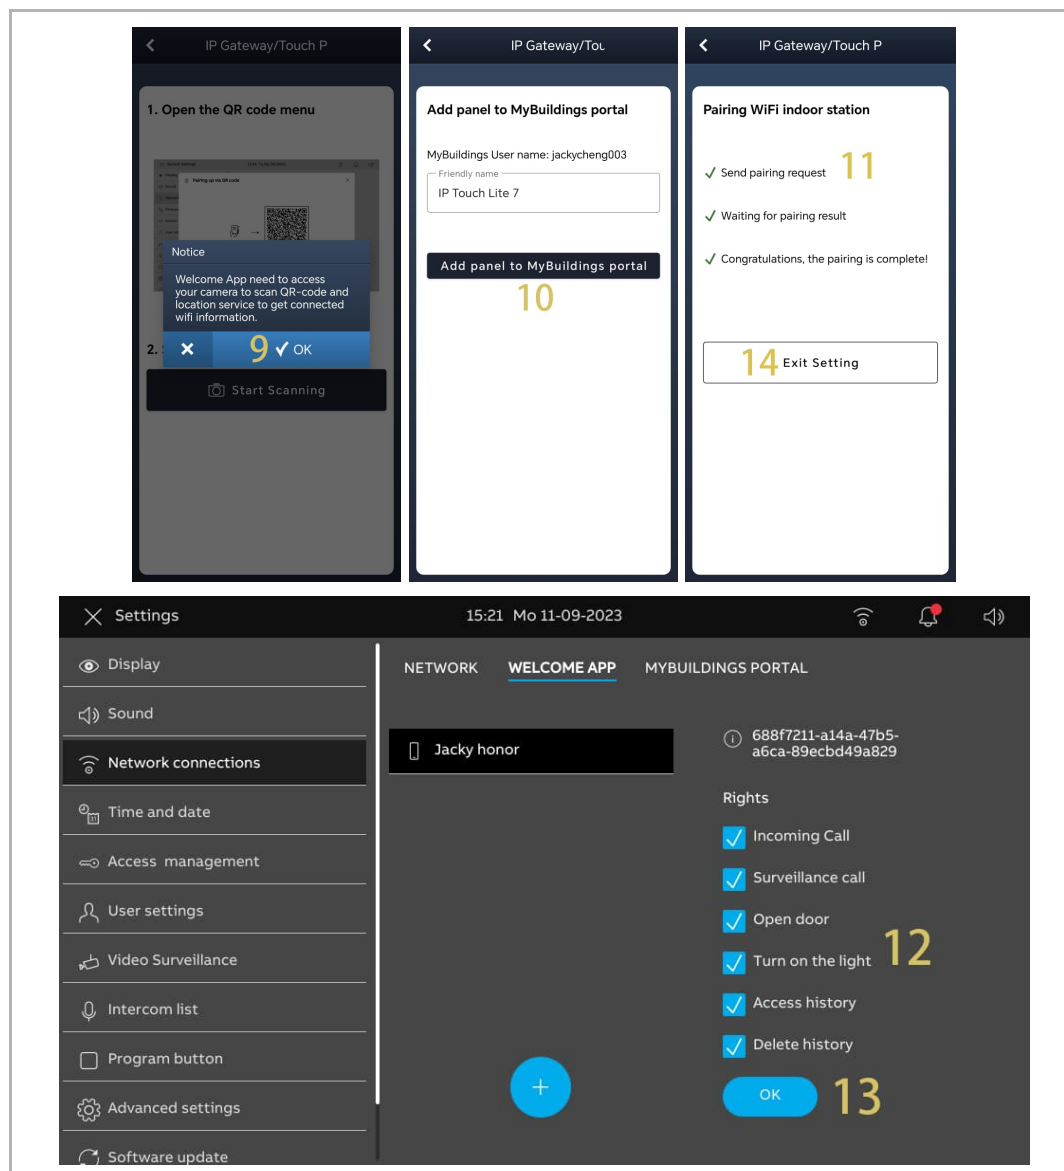 IP Gateway/Touch P
1. Open the QR code menu
Pairing up via QR code
Notice
Welcome App need to access
your camera to scan QR-code and
location service to get connected
wifi information.
2.
9 OK
Start Scanning
IP Gateway/Tou
Add panel to MyBuildings portal
MyBuildings User name: jackycheng003
Friendly name
IP Touch Lite 7
Add panel to MyBuildings portal
10
IP Gateway/Touch P
Pairing WiFi indoor station
11
Send pairing request
Waiting for pairing result
Congratulations, the pairing is complete!
14 Exit Setting
Settings
15:21 Mo 11-09-2023
Display
Sound
Network connections
Time and date
Access management
User settings
Video Surveillance
Intercom list
Program button
Advanced settings
Software update
NETWORK WELCOME APP MYBUILDINGS PORTAL
Jacky honor
+
688f7211-a14a-47b5-
a6ca-89ecbd49a829
Rights
Incoming Call
Surveillance call
Open door
Turn on the light
12
Access history
Delete history
OK 13